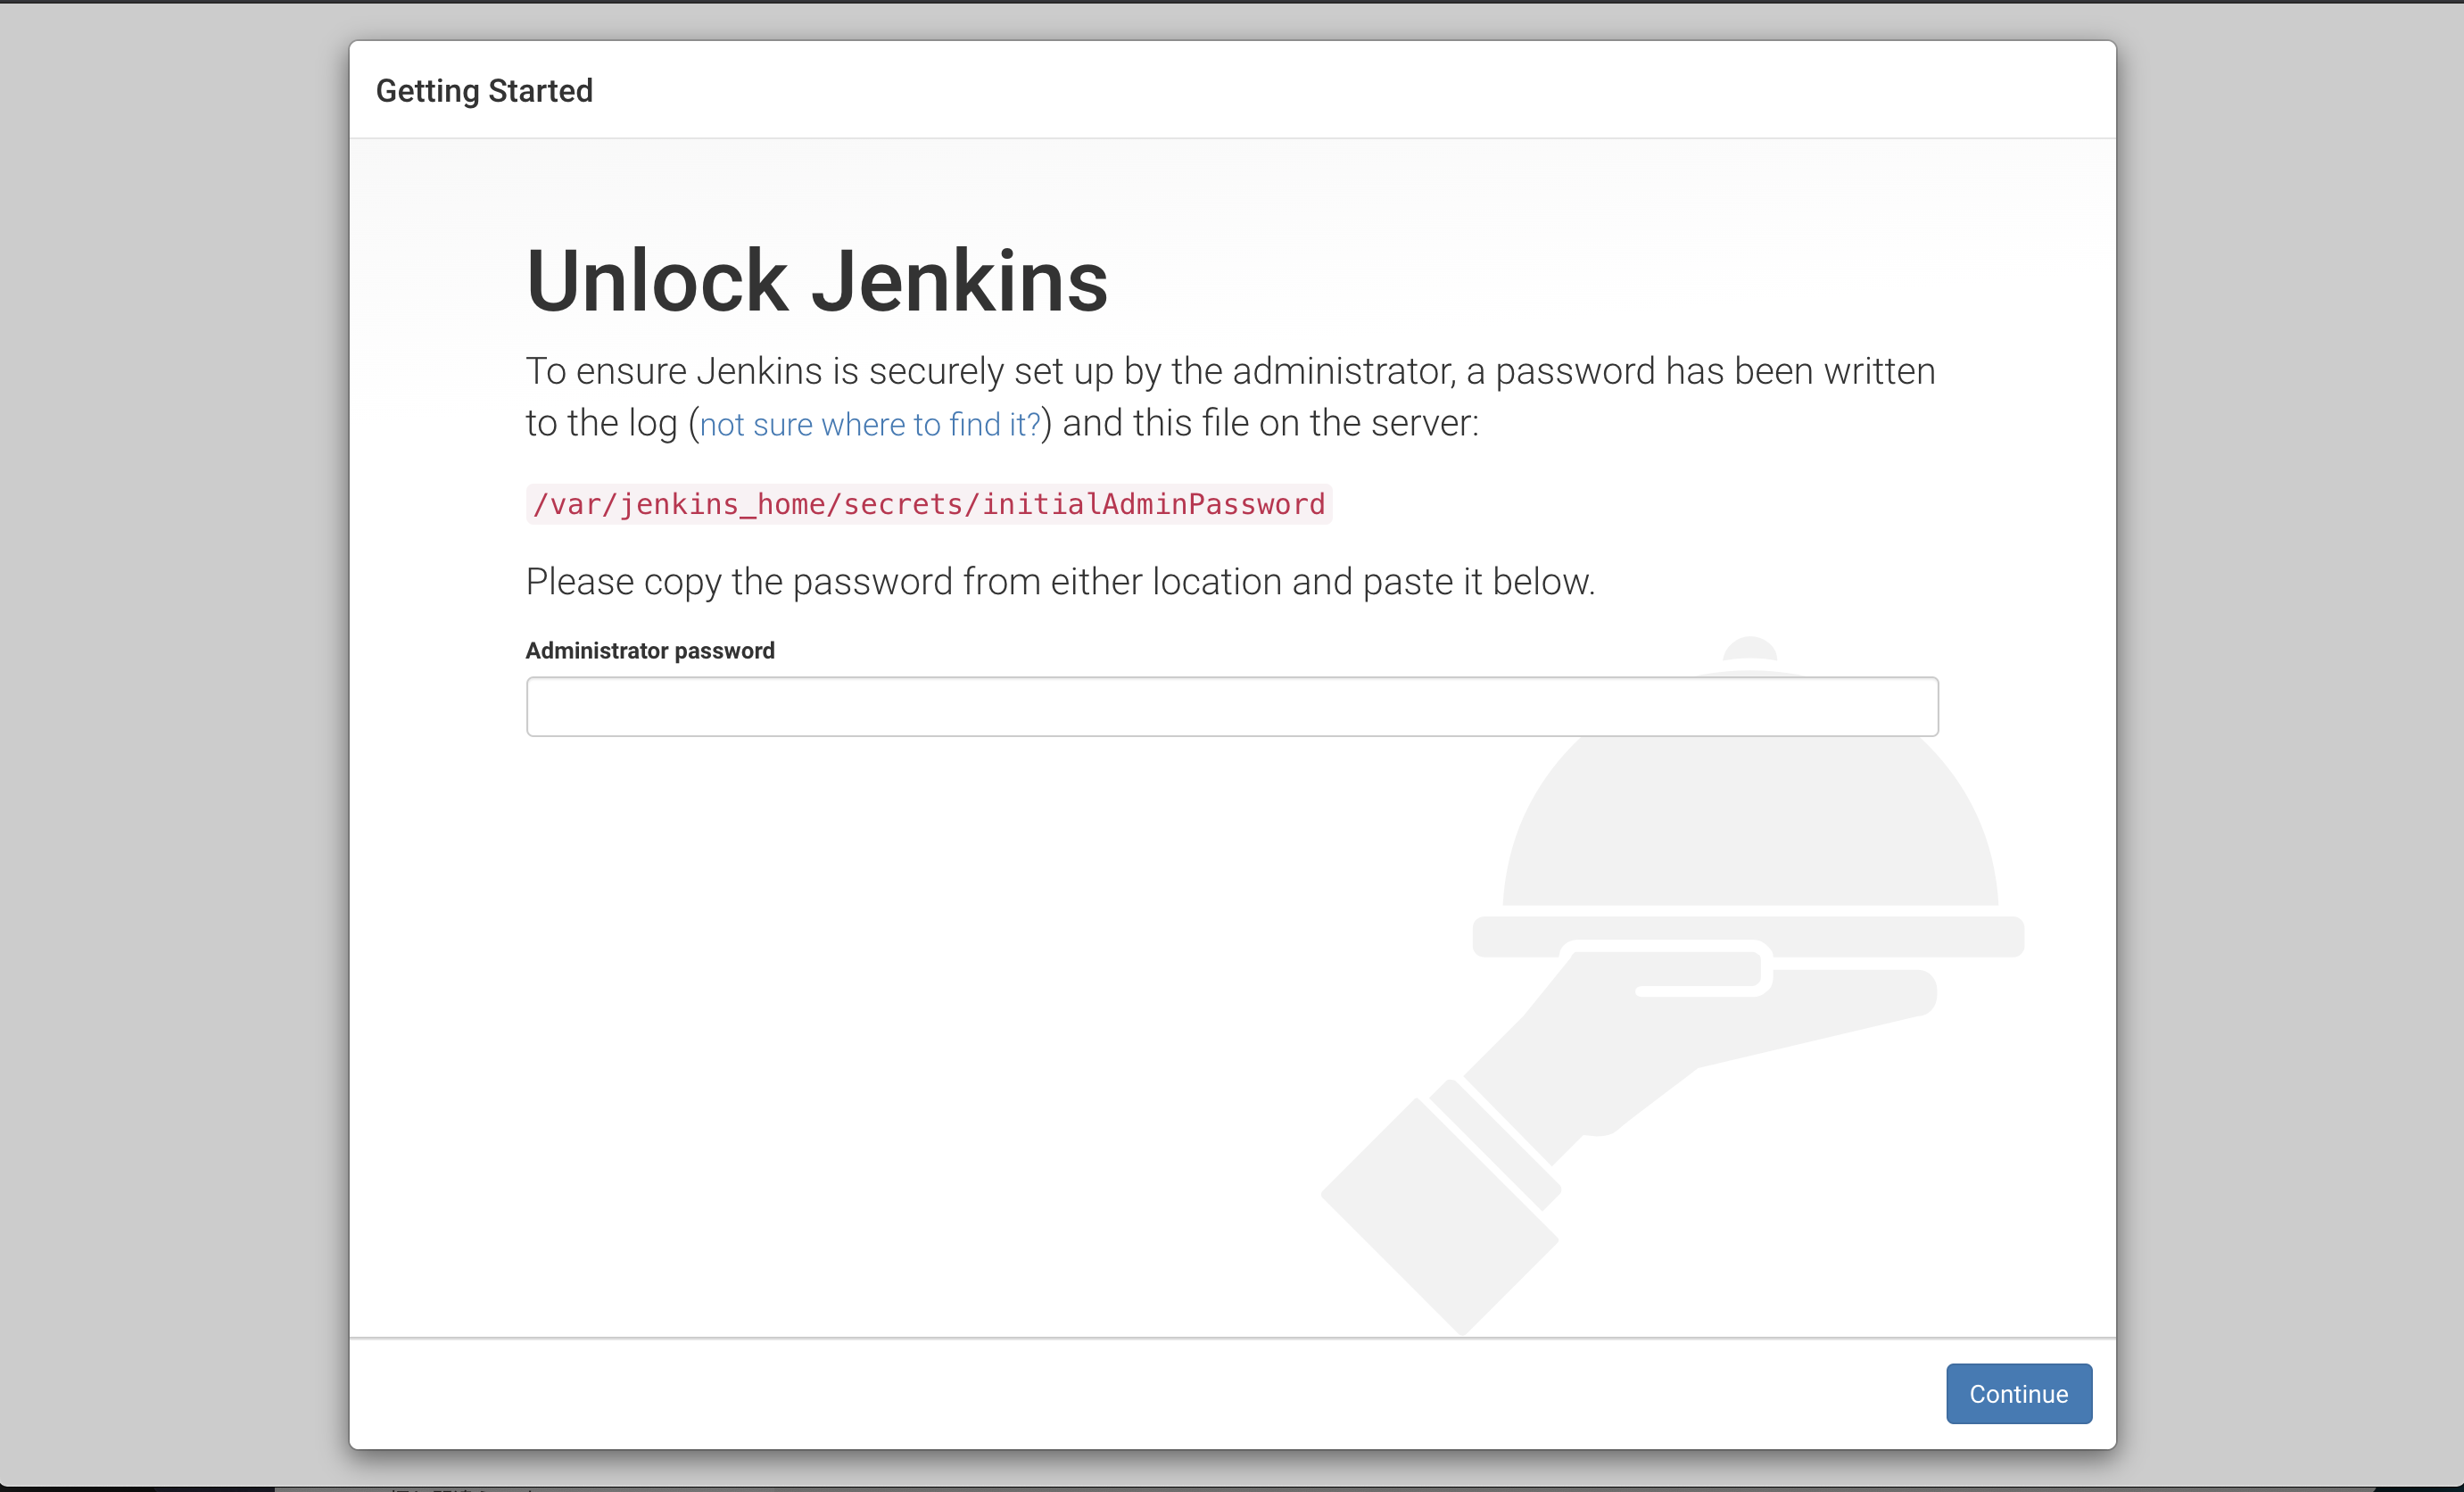 Getting Started
Unlock Jenkins
To ensure Jenkins is securely set up by the administrator, a password has been written
to the log (not sure where to find it?) and this file on the server:
/var/jenkins_home/secrets/initialAdminPassword
Please copy the password from either location and paste it below.
Administrator password
Continue